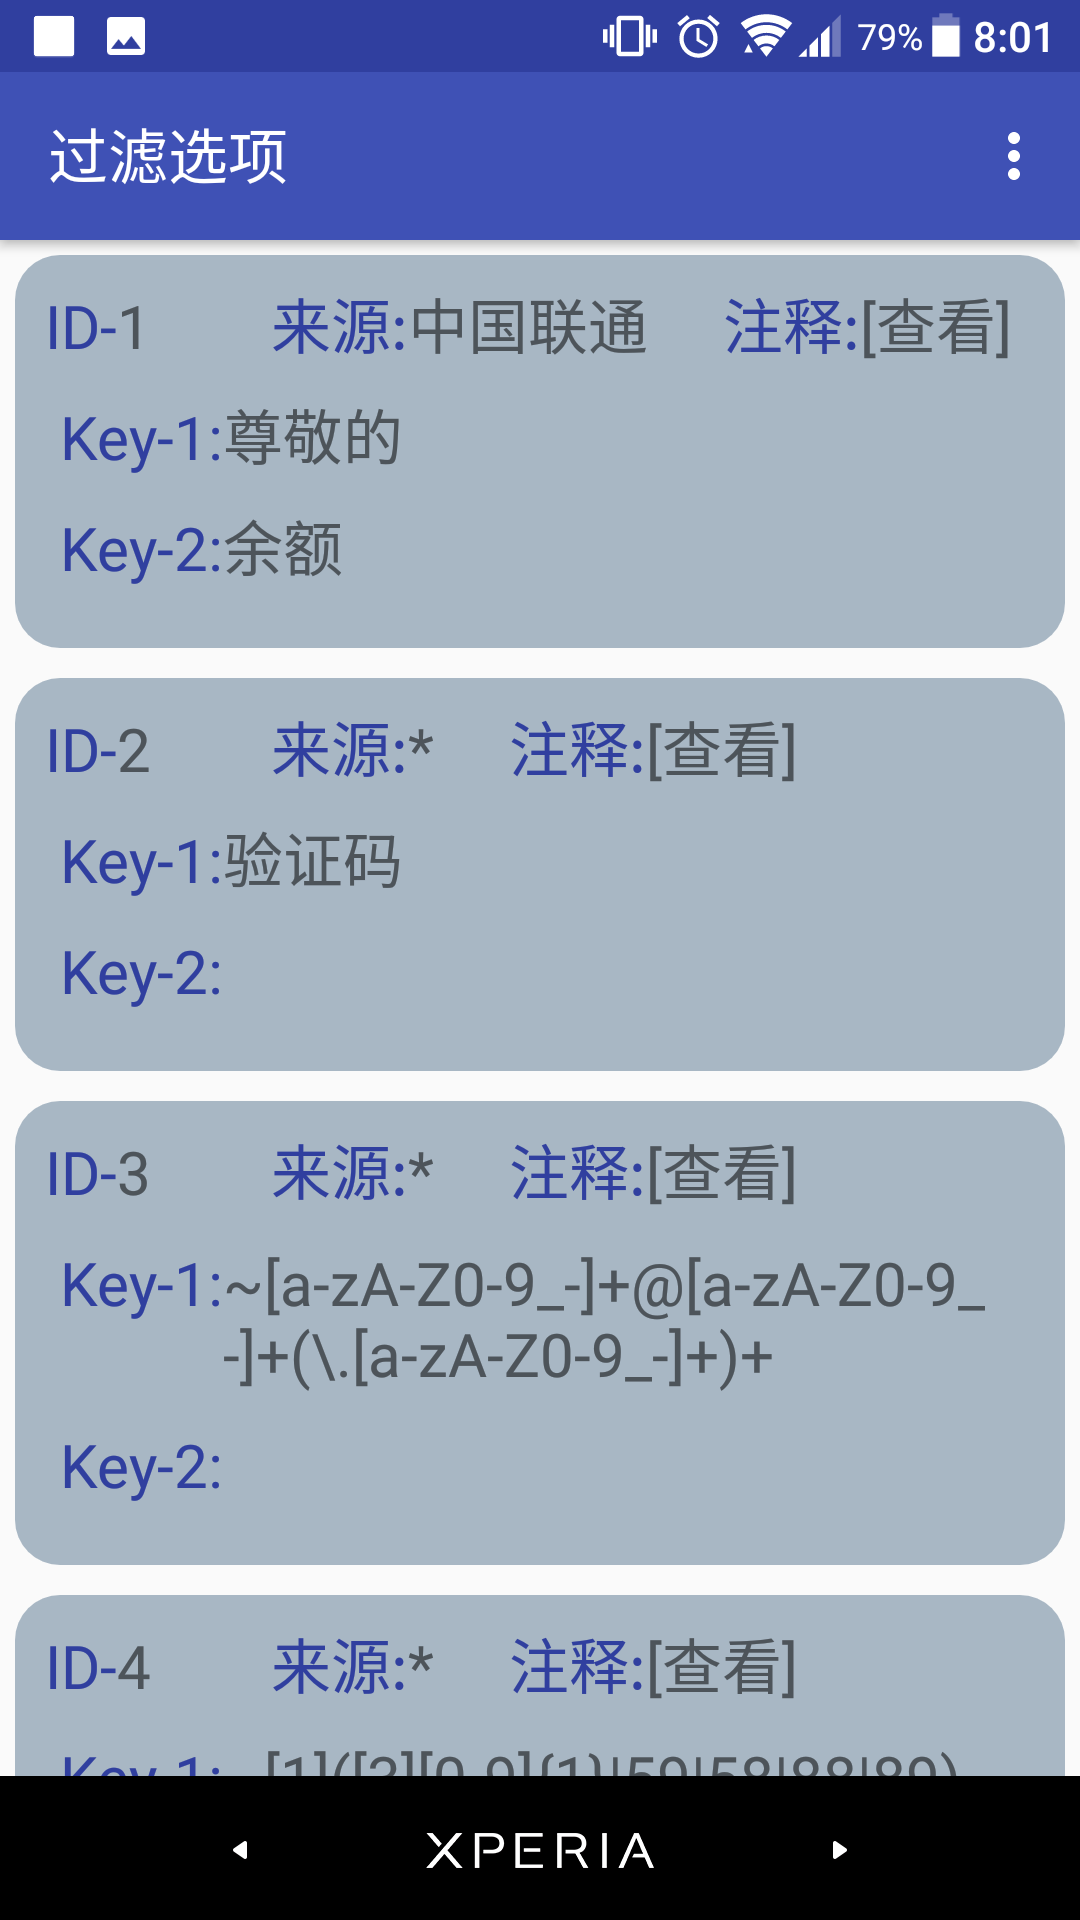 79% 8:01
过滤选项
ID-1 来源:中国联通 注释:[查看]
Key-1:尊敬的
Key-2:余额
ID-2 来源:* 注释:[查看]
Key-1:验证码
Key-2:
ID-3 来源:* 注释:[查看]
Key-1:~[a-zA-Z0-9_-]+@[a-zA-Z0-9_
-]+(\.[a-zA-Z0-9_-]+)+
Key-2:
ID-4 来源:* 注释:[查看]
Key-1:
XPERIA